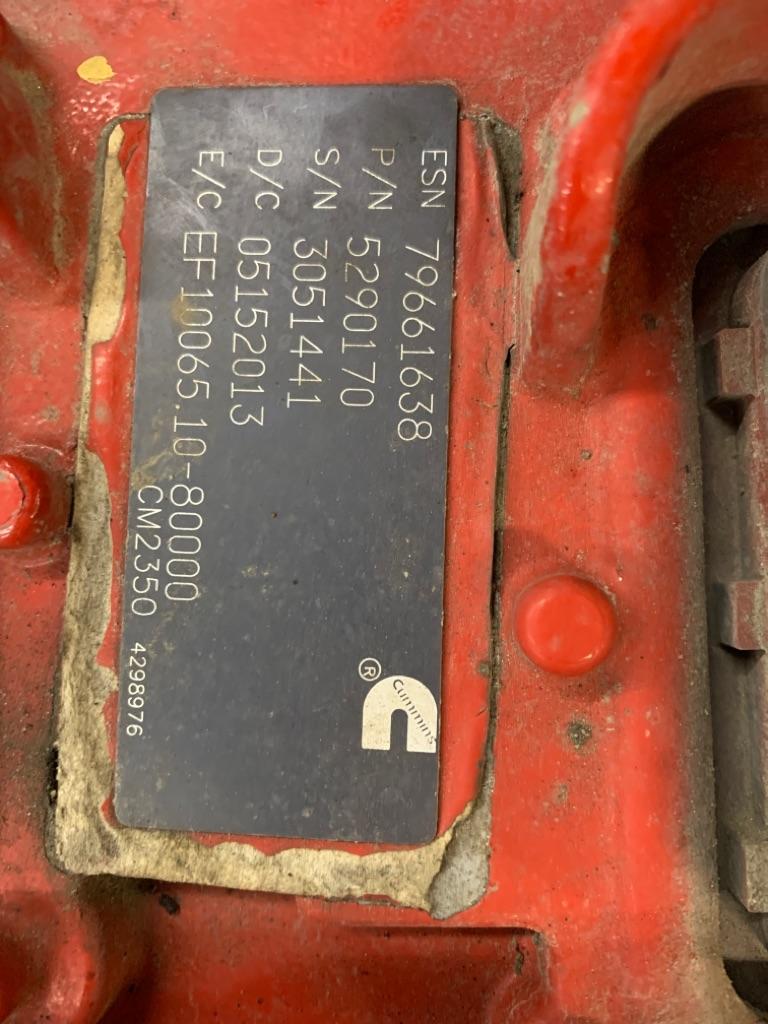 ESN 79661638
P/N 5290170
S/N 3051441
D/C 05152013
E/C EF10065.10-80000
CM2350 4298976
cummins
®